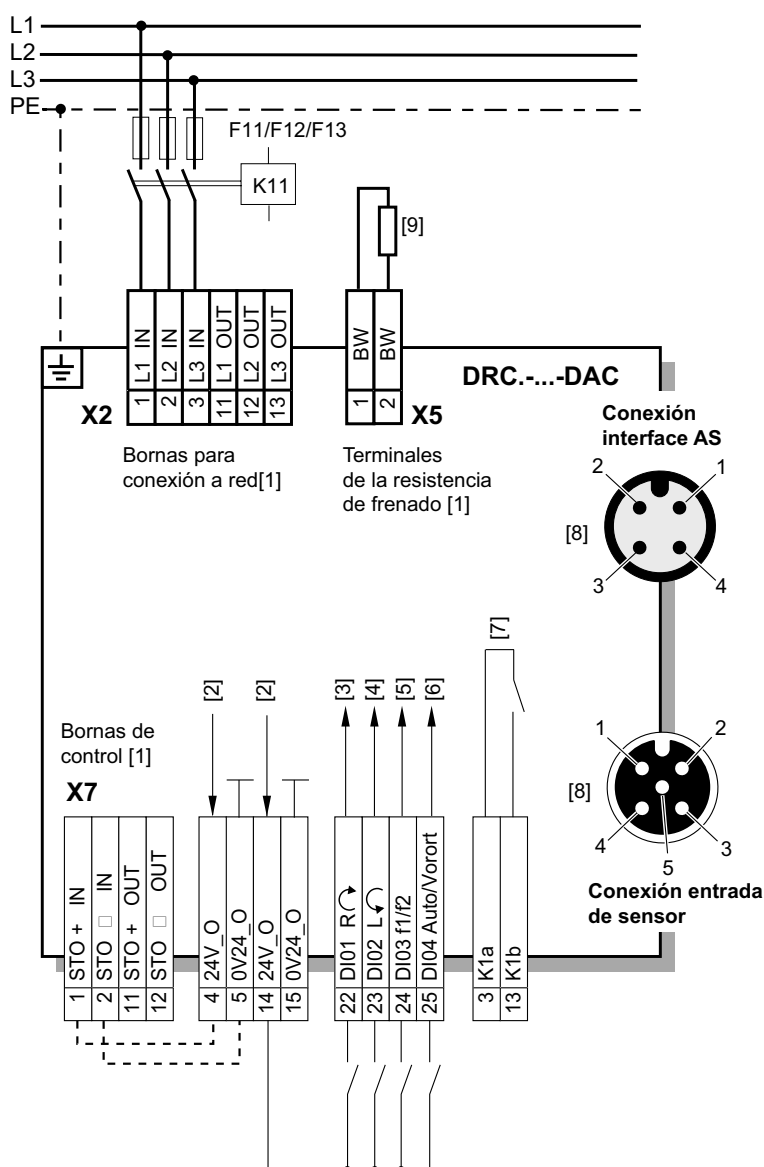 L1
L2
L3
PE
F11/F12/F13
K11
[9]
1 L1 IN
2 L2 IN
3 L3 IN
11 L1 OUT
12 L2 OUT
13 L3 OUT
X2
1 BW
2 BW
X5
DRC.-...-DAC
Bornas para
conexión a red[1]
Terminales
de la resistencia
de frenado [1]
Conexión
interface AS
2 1
[8]
3 4
[7]
[2] [2] [3] [4] [5] [6]
Bornas de
control [1]
X7
1 STO + IN
2 STO □ IN
11 STO + OUT
12 STO □ OUT
4 24V_O
5 0V24_O
14 24V_O
15 0V24_O
22 DI01 R
23 DI02 L
24 DI03 f1/f2
25 DI04 Auto/Vorort
3 K1a
13 K1b
1 2
[8]
4 3
5
Conexión entrada
de sensor